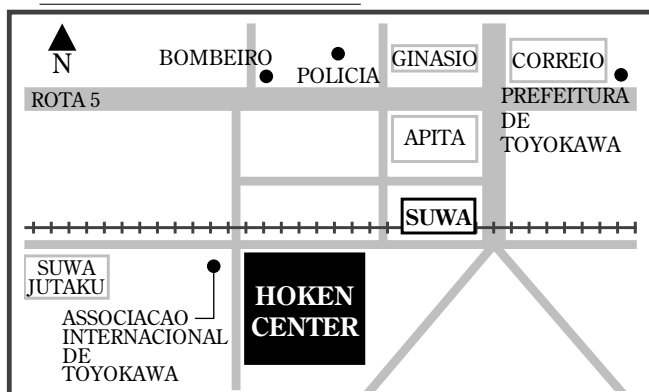 N
BOMBEIRO
POLICIA
GINASIO
CORREIO
ROTA 5
PREFEITURA
DE
TOYOKAWA
APITA
SUWA
SUWA
JUTAKU
HOKEN
CENTER
ASSOCIACAO
INTERNACIONAL
DE
TOYOKAWA